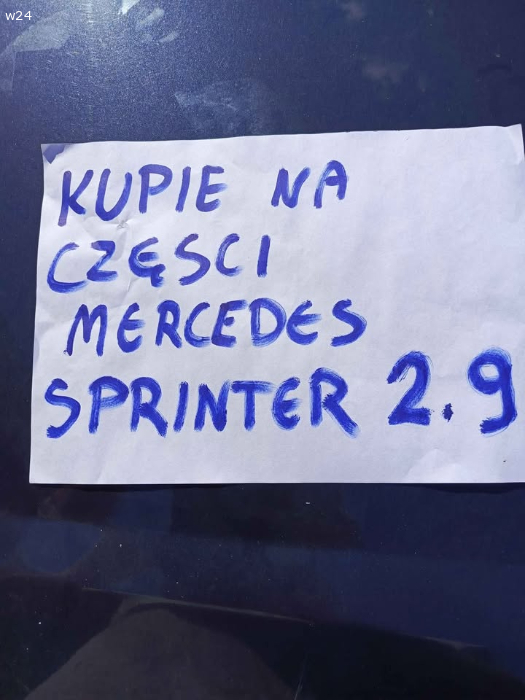 w24
KUPIE NA
CZĘSCI
MERCEDES
SPRINTER 2.9